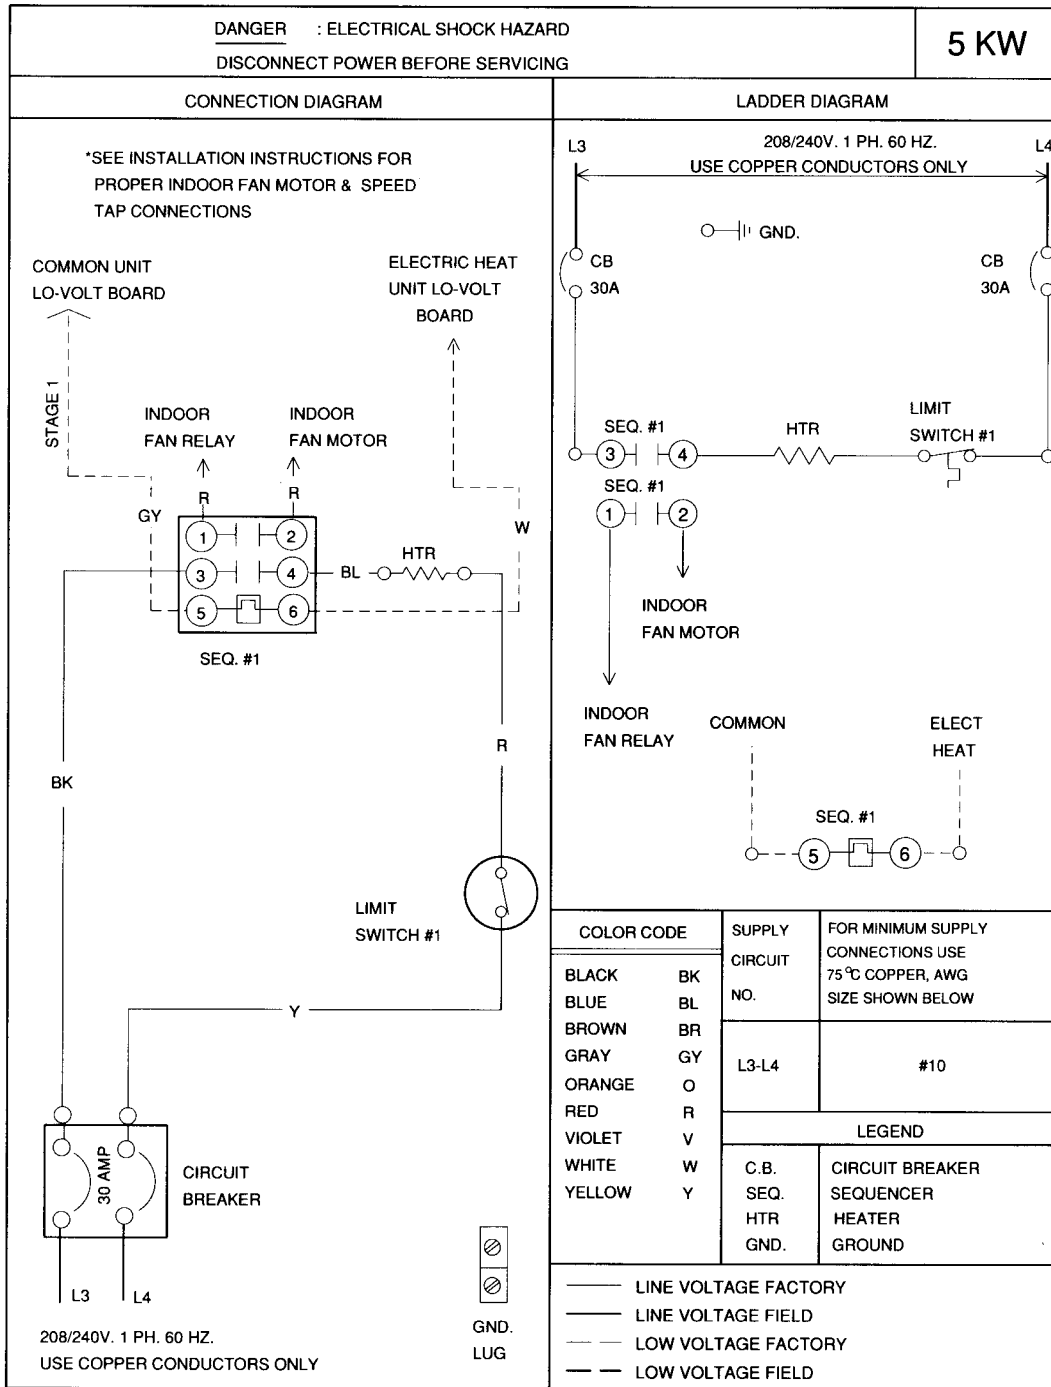 DANGER : ELECTRICAL SHOCK HAZARD
DISCONNECT POWER BEFORE SERVICING
5 KW
CONNECTION DIAGRAM
*SEE INSTALLATION INSTRUCTIONS FOR
PROPER INDOOR FAN MOTOR & SPEED
TAP CONNECTIONS
COMMON UNIT
LO-VOLT BOARD
ELECTRIC HEAT
UNIT LO-VOLT
BOARD
STAGE 1
INDOOR
FAN RELAY
INDOOR
FAN MOTOR
R
R
GY
W
1
2
3
4
BL
HTR
5
6
SEQ. #1
R
BK
LIMIT
SWITCH #1
Y
30 AMP
CIRCUIT
BREAKER
L3
L4
208/240V. 1 PH. 60 HZ.
USE COPPER CONDUCTORS ONLY
GND.
LUG
LADDER DIAGRAM
L3
208/240V. 1 PH. 60 HZ.
L4
USE COPPER CONDUCTORS ONLY
GND.
CB
30A
CB
30A
SEQ. #1
3
4
HTR
LIMIT
SWITCH #1
SEQ. #1
1
2
INDOOR
FAN MOTOR
INDOOR
FAN RELAY
COMMON
ELECT
HEAT
SEQ. #1
5
6
COLOR CODE
BLACK BK
BLUE BL
BROWN BR
GRAY GY
ORANGE O
RED R
VIOLET V
WHITE W
YELLOW Y
SUPPLY
CIRCUIT
NO.
FOR MINIMUM SUPPLY
CONNECTIONS USE
75 °C COPPER, AWG
SIZE SHOWN BELOW
L3-L4
#10
LEGEND
C.B. CIRCUIT BREAKER
SEQ. SEQUENCER
HTR HEATER
GND. GROUND
LINE VOLTAGE FACTORY
LINE VOLTAGE FIELD
LOW VOLTAGE FACTORY
LOW VOLTAGE FIELD